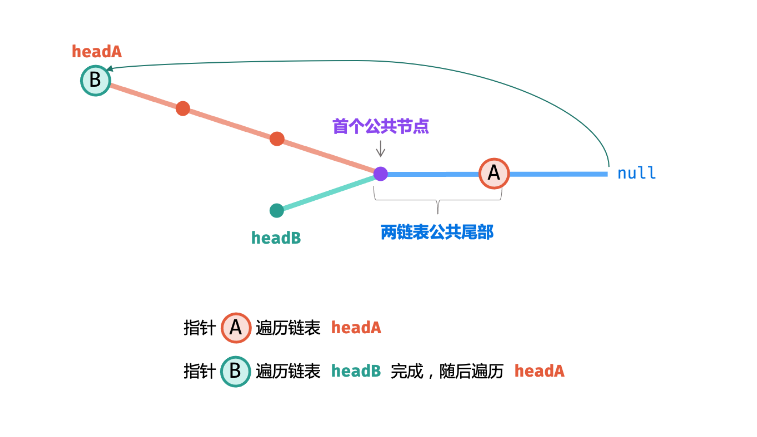 headA
B
首个公共节点
A
null
headB
两链表公共尾部
指针 A 遍历链表 headA
指针 B 遍历链表 headB 完成，随后遍历 headA